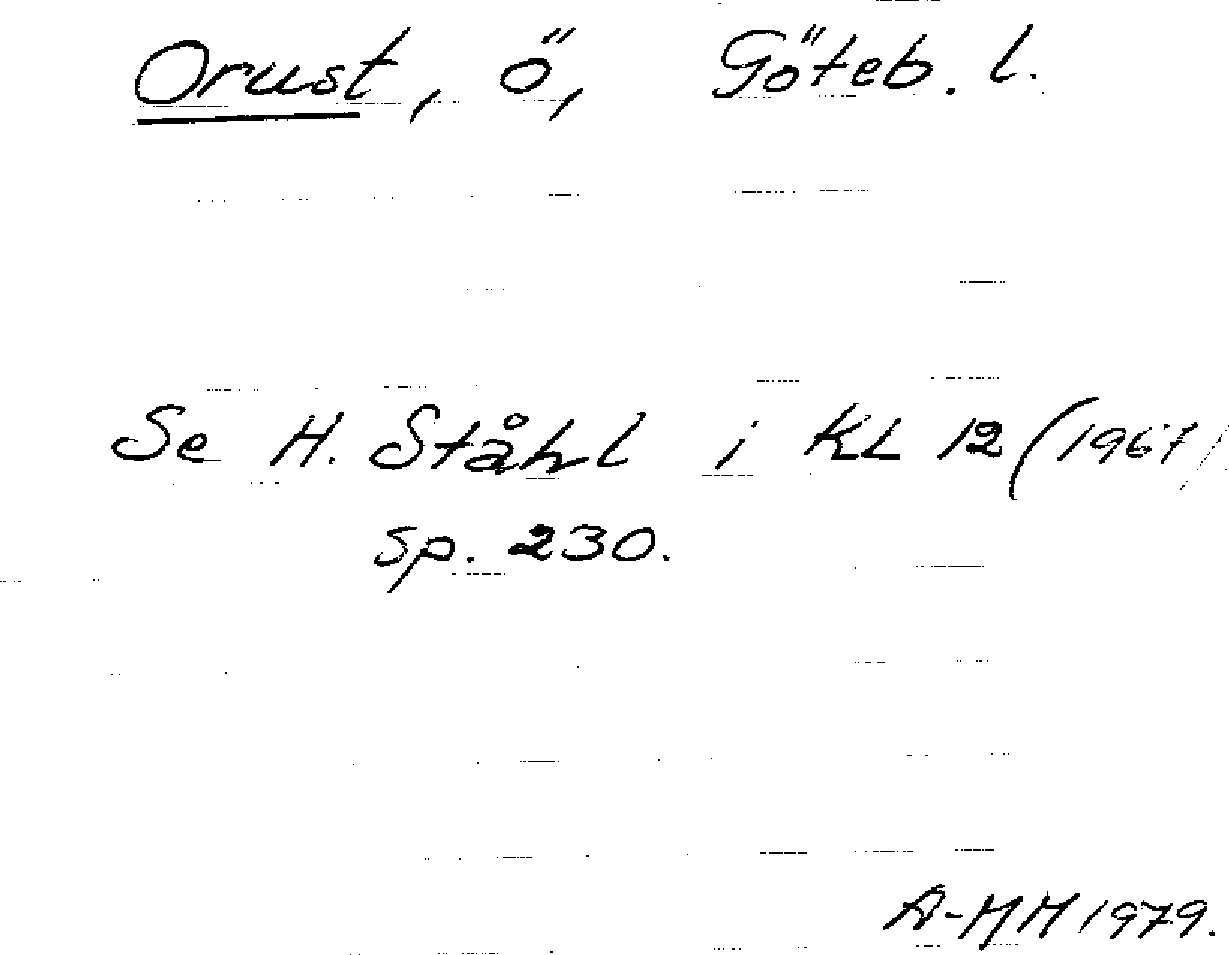 Orust, ö, Göteb. l.
Se H. Ståhl i KL 12 (1967)
sp. 230.
A-MH 1979.